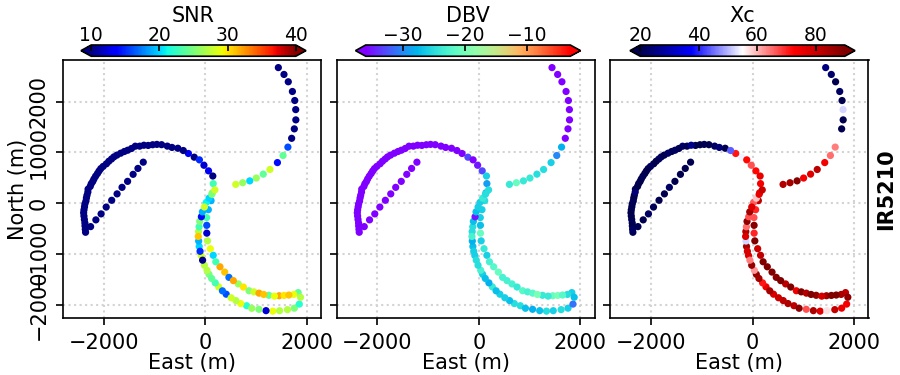 SNR DBV Xc
10 20 30 40 −30 −20 −10 20 40 60 80
North (m)
2000
1000
0
−1000
−2000
IR5210
−2000 0 2000 −2000 0 2000 −2000 0 2000
East (m) East (m) East (m)